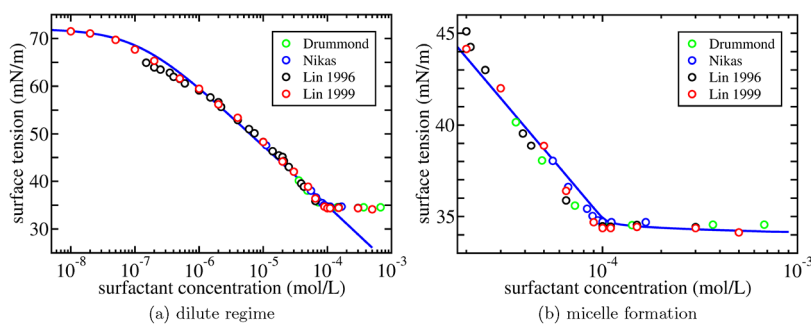 70
60
50
40
30
surface tension (mN/m)
10⁻⁸ 10⁻⁷ 10⁻⁶ 10⁻⁵ 10⁻⁴ 10⁻³
surfactant concentration (mol/L)
Drummond
Nikas
Lin 1996
Lin 1999
(a) dilute regime
45
40
35
surface tension (mN/m)
10⁻⁴ 10⁻³
surfactant concentration (mol/L)
Drummond
Nikas
Lin 1996
Lin 1999
(b) micelle formation